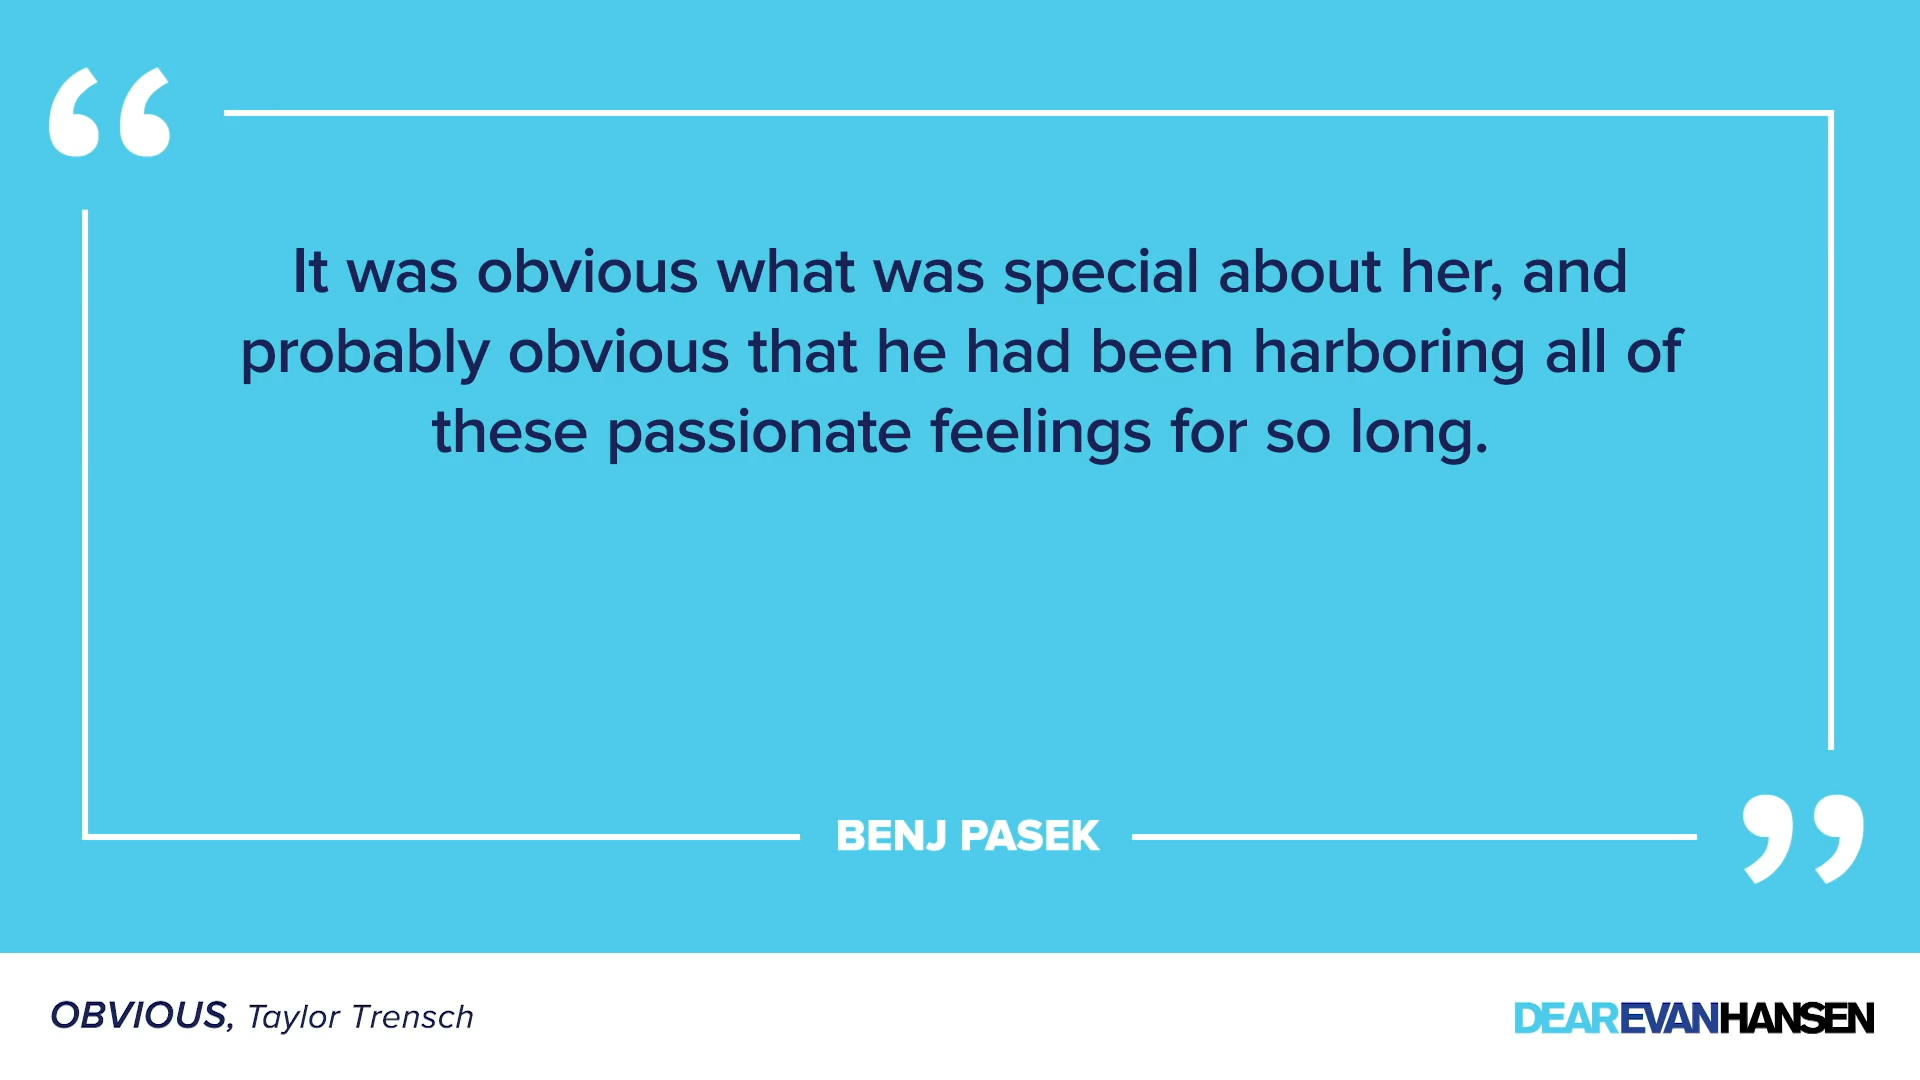 “
It was obvious what was special about her, and
probably obvious that he had been harboring all of
these passionate feelings for so long.
BENJ PASEK
”
OBVIOUS, Taylor Trensch
DEAREVANHANSEN